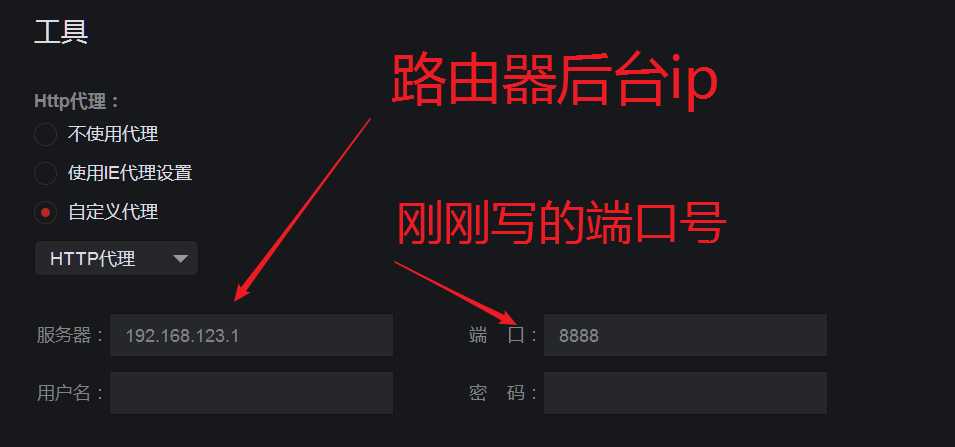 工具
路由器后台ip
Http代理：
不使用代理
使用IE代理设置
自定义代理
刚刚写的端口号
HTTP代理
服务器： 192.168.123.1 端 口： 8888
用户名： 密 码：